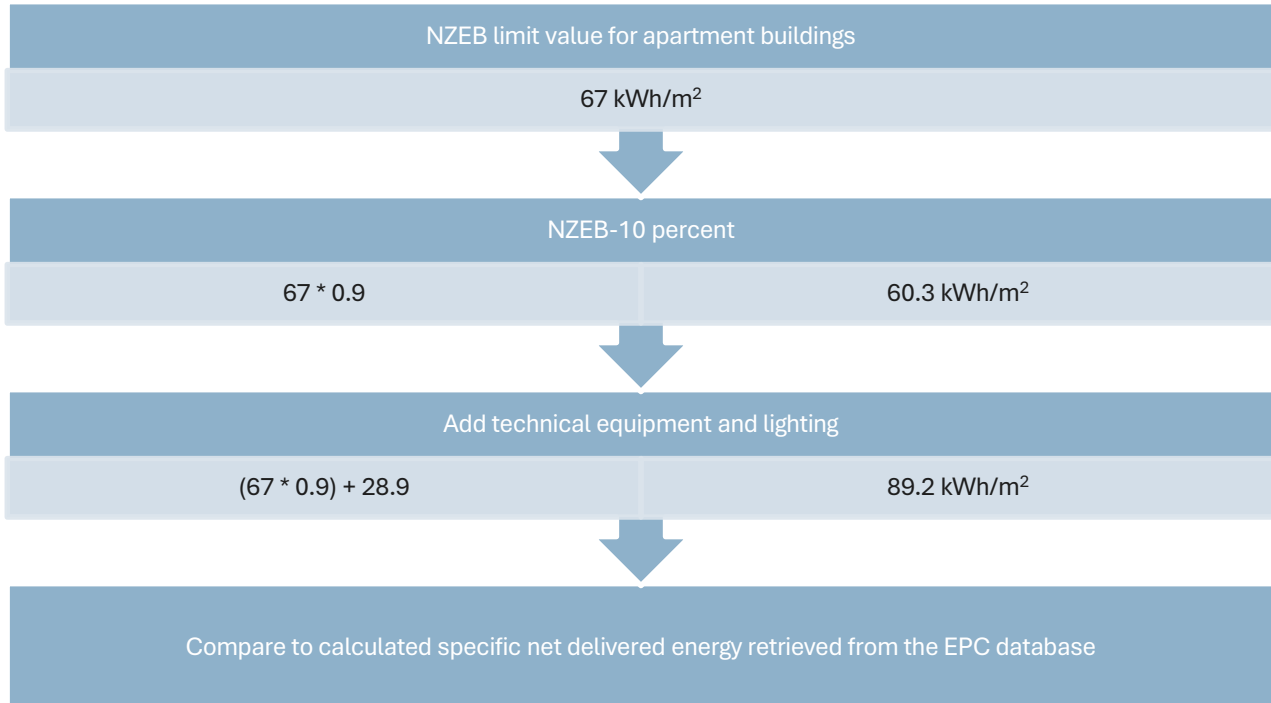 NZEB limit value for apartment buildings
67 kWh/m²
NZEB-10 percent
67 * 0.9
60.3 kWh/m²
Add technical equipment and lighting
(67 * 0.9) + 28.9
89.2 kWh/m²
Compare to calculated specific net delivered energy retrieved from the EPC database